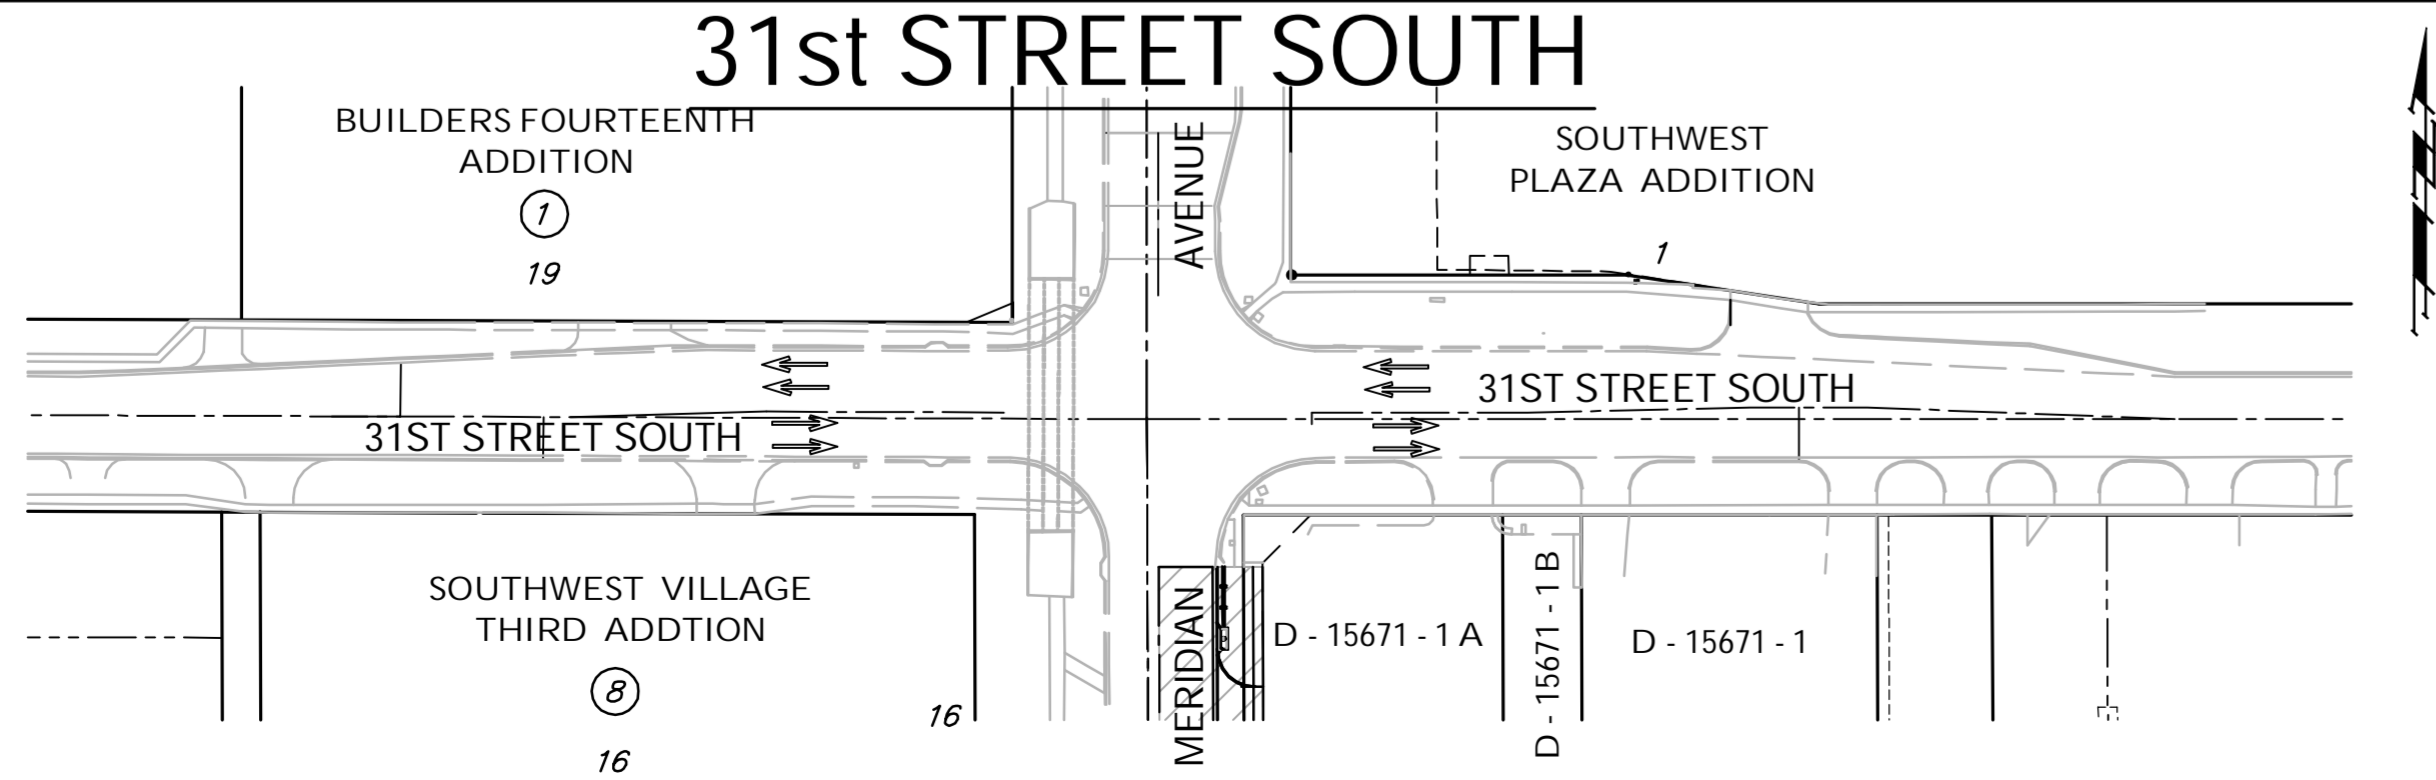 31st STREET SOUTH
BUILDERS FOURTEENTH
ADDITION
1
19
AVENUE
SOUTHWEST
PLAZA ADDITION
1
31ST STREET SOUTH
31ST STREET SOUTH
SOUTHWEST VILLAGE
THIRD ADDTION
8
16
16
MERIDIAN
D - 15671 - 1 A
D - 15671 - 1 B
D - 15671 - 1